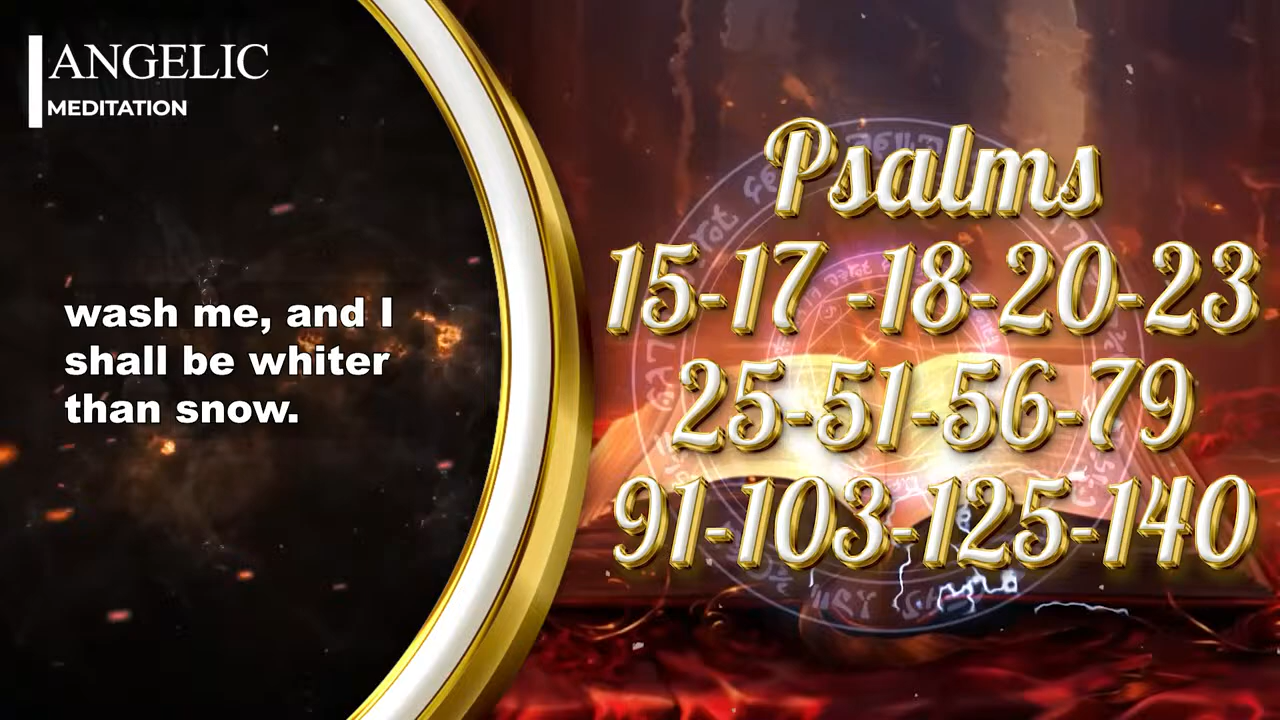 ANGELIC
MEDITATION
wash me, and I
shall be whiter
than snow.
Psalms
15-17 -18-20-23
25-51-56-79
91-103-125-140